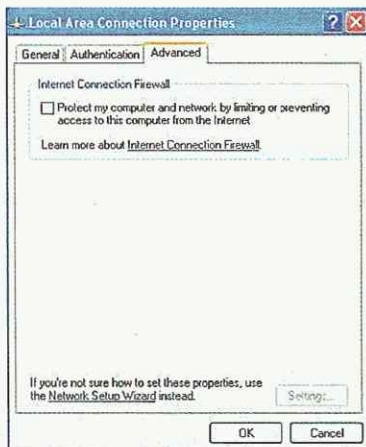 Local Area Connection Properties
General Authentication Advanced
Internet Connection Firewall
Protect my computer and network by limiting or preventing
access to this computer from the Internet
Learn more about Internet Connection Firewall.
If you're not sure how to set these properties, use
the Network Setup Wizard instead.
Settings...
OK Cancel